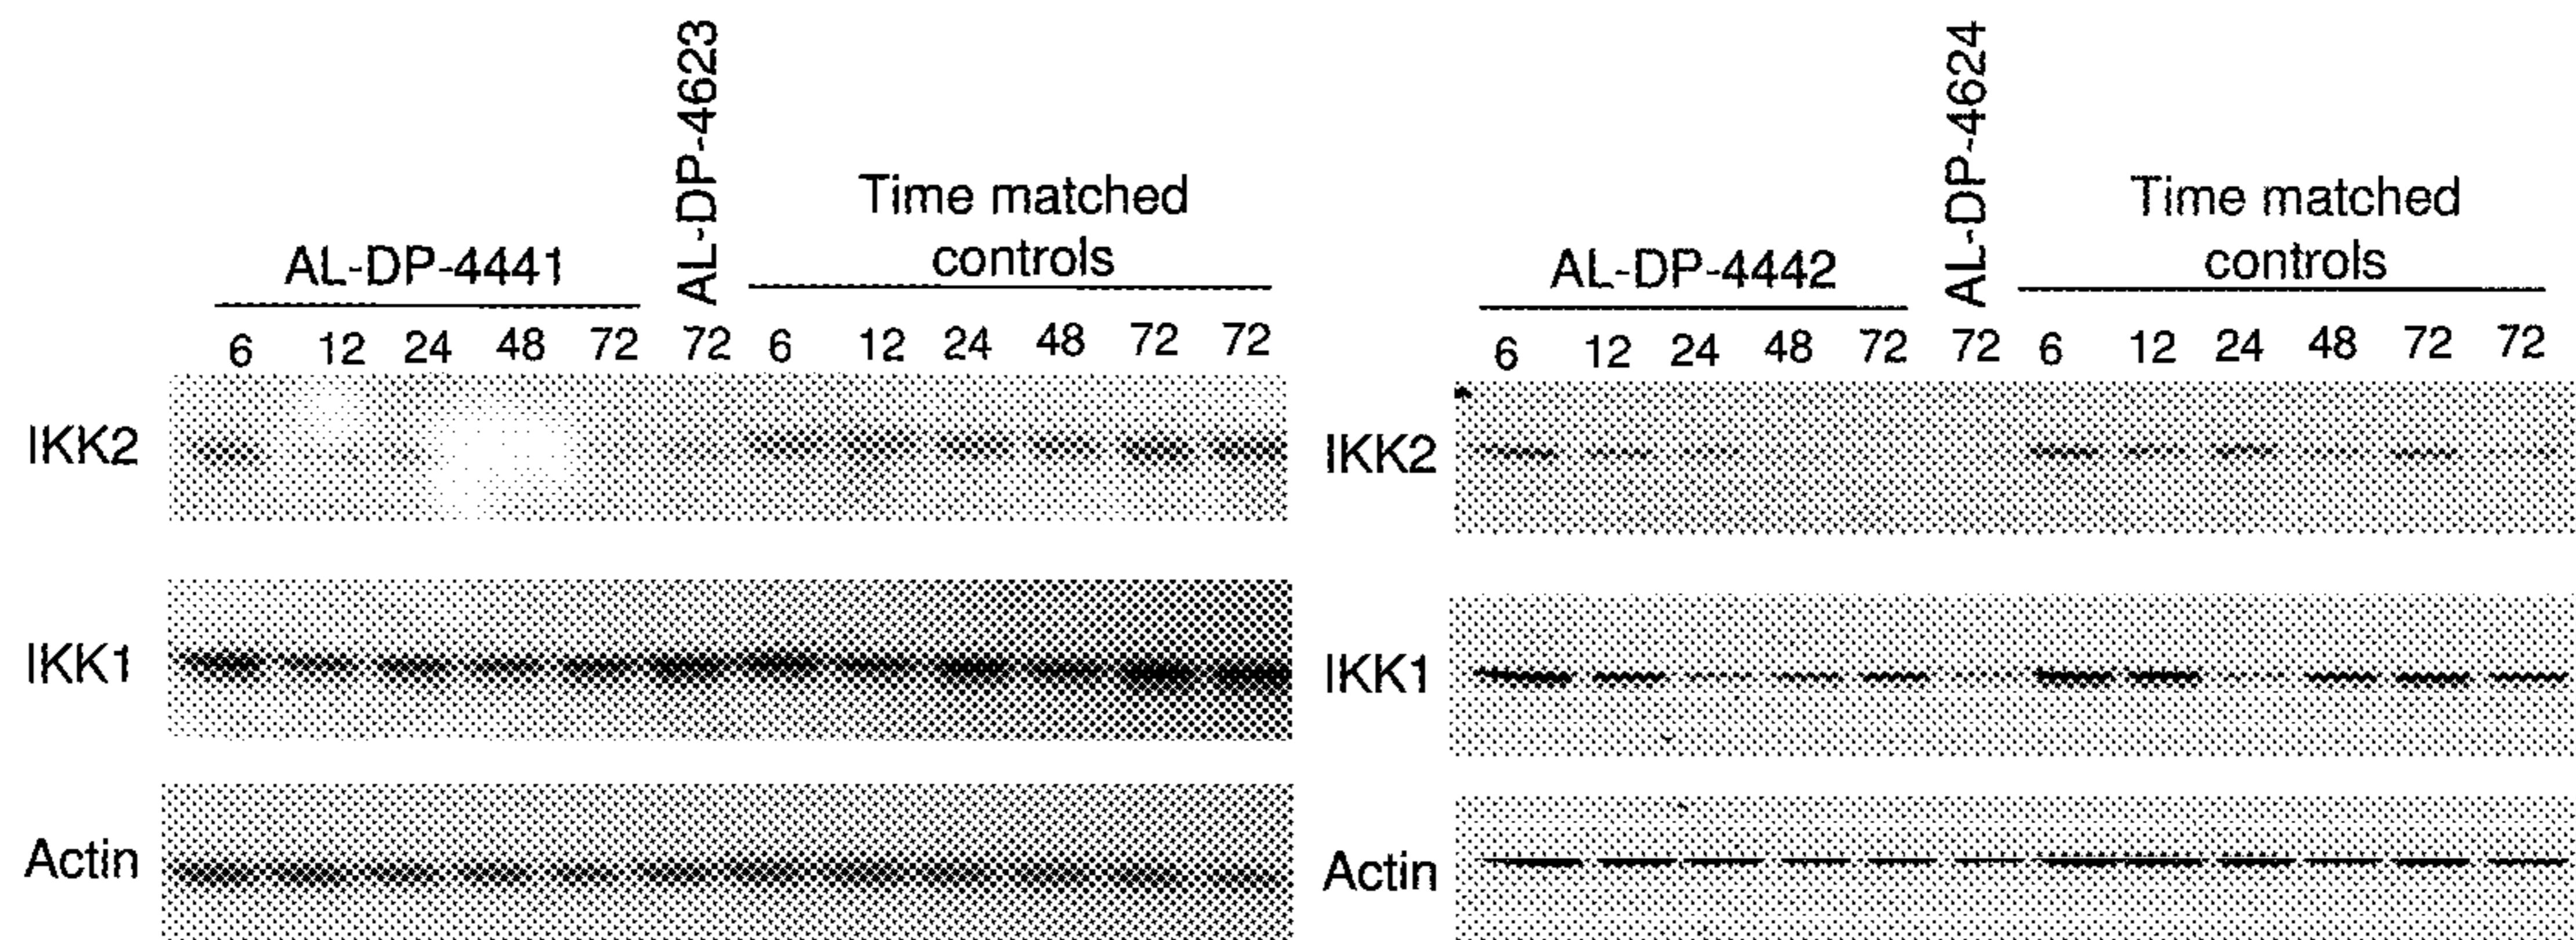 AL-DP-4623
Time matched
controls
AL-DP-4441
6 12 24 48 72 72 6 12 24 48 72 72
IKK2
IKK1
Actin
AL-DP-4624
Time matched
controls
AL-DP-4442
6 12 24 48 72 72 6 12 24 48 72 72
IKK2
IKK1
Actin